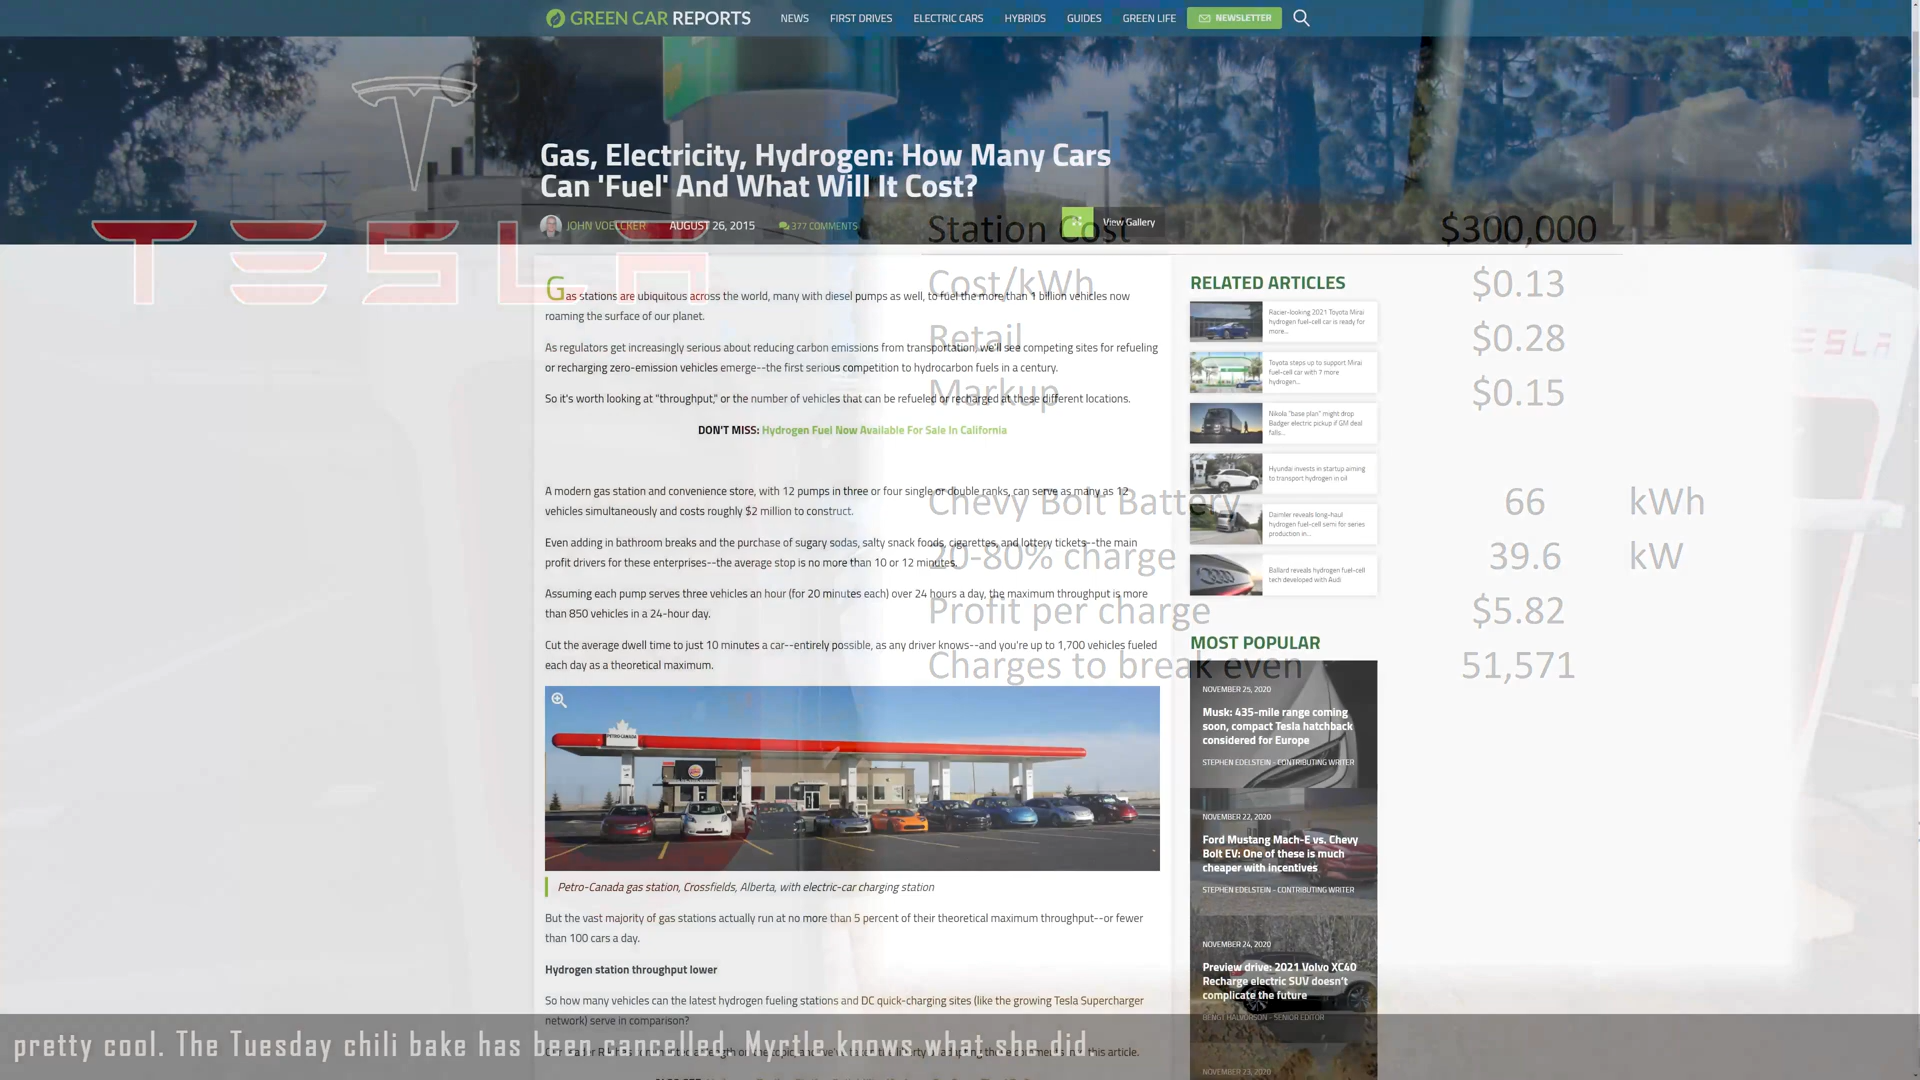 GREEN CAR REPORTS
NEWS
FIRST DRIVES
ELECTRIC CARS
HYBRIDS
GUIDES
GREEN LIFE
NEWSLETTER
Gas, Electricity, Hydrogen: How Many Cars
Can 'Fuel' And What Will It Cost?
JOHN VOELCKER
AUGUST 26, 2015
377 COMMENTS
View Gallery
TESLA
Station Cost $300,000
Cost/kWh $0.13
Retail $0.28
Markup $0.15
Chevy Bolt Battery 66 kWh
20-80% charge 39.6 kW
Profit per charge $5.82
Charges to break even 51,571
TESLA
Gas stations are ubiquitous across the world, many with diesel pumps as well, to fuel the more than 1 billion vehicles now
roaming the surface of our planet.
As regulators get increasingly serious about reducing carbon emissions from transportation, we'll see competing sites for refueling
or recharging zero-emission vehicles emerge--the first serious competition to hydrocarbon fuels in a century.
So it's worth looking at "throughput," or the number of vehicles that can be refueled or recharged at these different locations.
DON'T MISS: Hydrogen Fuel Now Available For Sale In California
A modern gas station and convenience store, with 12 pumps in three or four single or double ranks, can serve as many as 12
vehicles simultaneously and costs roughly $2 million to construct.
Even adding in bathroom breaks and the purchase of sugary sodas, salty snack foods, cigarettes, and lottery tickets--the main
profit drivers for these enterprises--the average stop is no more than 10 or 12 minutes.
Assuming each pump serves three vehicles an hour (for 20 minutes each) over 24 hours a day, the maximum throughput is more
than 850 vehicles in a 24-hour day.
Cut the average dwell time to just 10 minutes a car--entirely possible, as any driver knows--and you're up to 1,700 vehicles fueled
each day as a theoretical maximum.
PETRO-CANADA
Petro-Canada gas station, Crossfields, Alberta, with electric-car charging station
But the vast majority of gas stations actually run at no more than 5 percent of their theoretical maximum throughput--or fewer
than 100 cars a day.
Hydrogen station throughput lower
So how many vehicles can the latest hydrogen fueling stations and DC quick-charging sites (like the growing Tesla Supercharger
network) serve in comparison?
this article.
RELATED ARTICLES
Racier-looking 2021 Toyota Mirai
hydrogen fuel-cell car is ready for
more...
Toyota steps up to support Mirai
fuel-cell car with 7 more
hydrogen...
Nikola "base plan" might drop
Badger electric pickup if GM deal
falls...
Hyundai invests in startup aiming
to transport hydrogen in oil
Daimler reveals long-haul
hydrogen fuel-cell semi for series
production in...
Ballard reveals hydrogen fuel-cell
tech developed with Audi
MOST POPULAR
NOVEMBER 25, 2020
Musk: 435-mile range coming
soon, compact Tesla hatchback
considered for Europe
STEPHEN EDELSTEIN - CONTRIBUTING WRITER
NOVEMBER 22, 2020
Ford Mustang Mach-E vs. Chevy
Bolt EV: One of these is much
cheaper with incentives
STEPHEN EDELSTEIN - CONTRIBUTING WRITER
NOVEMBER 24, 2020
Preview drive: 2021 Volvo XC40
Recharge electric SUV doesn't
complicate the future
BENGT HALVORSON - SENIOR EDITOR
NOVEMBER 23, 2020
pretty cool. The Tuesday chili bake has been cancelled. Myrtle knows what she did.